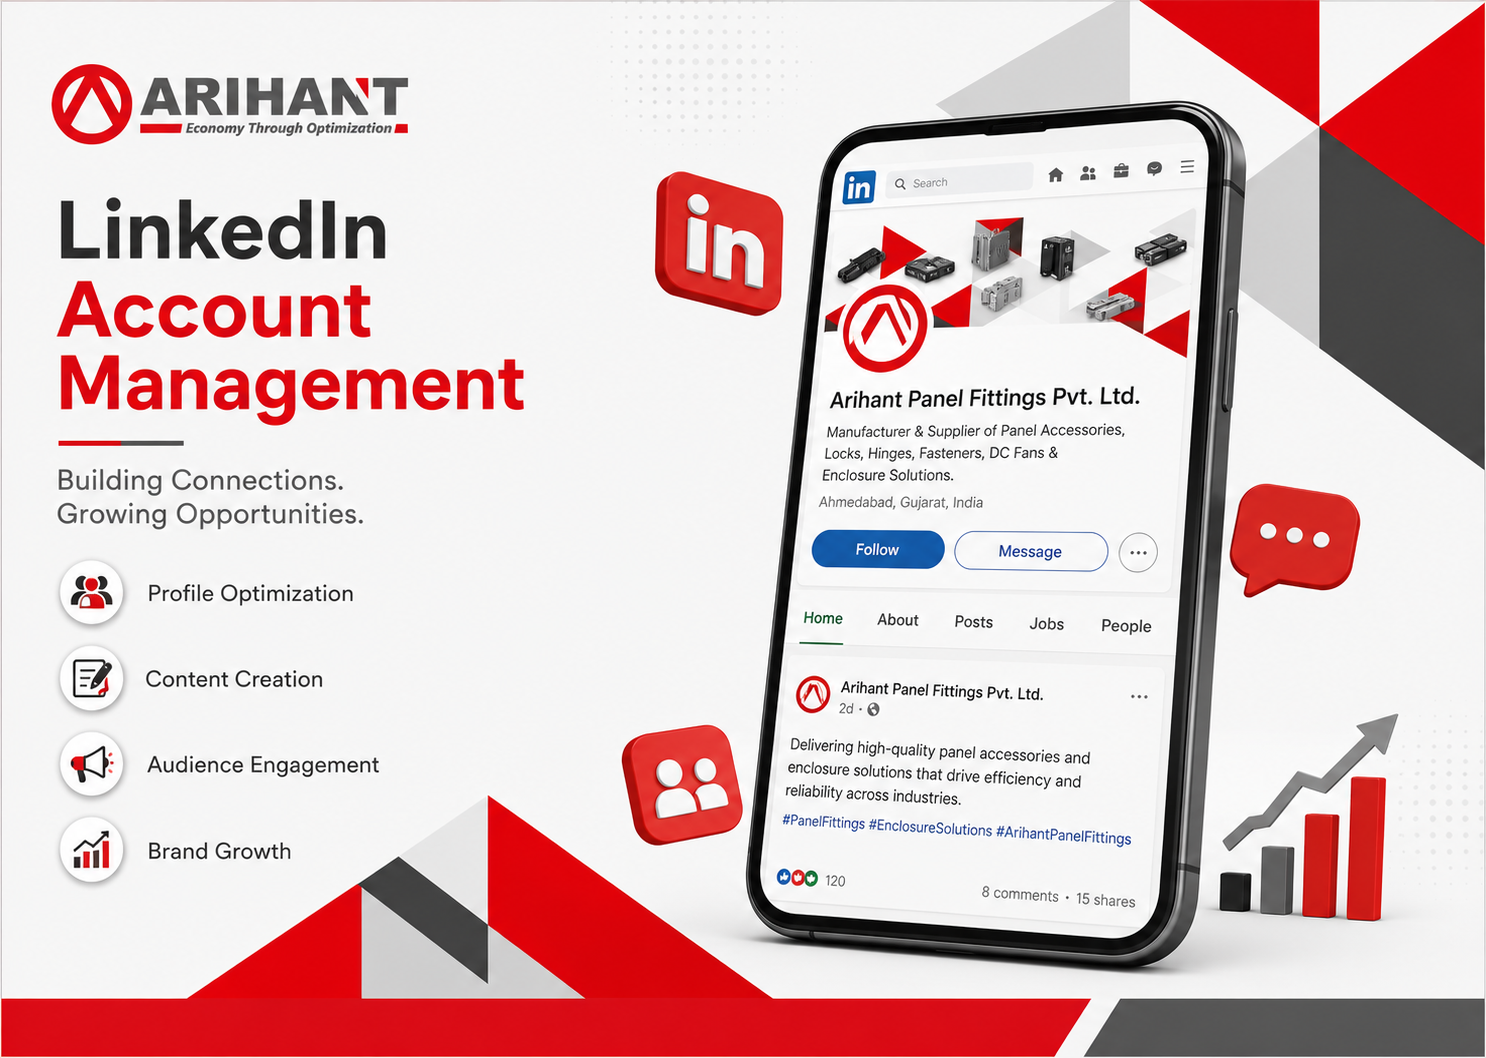 ARIHANT
Economy Through Optimization
LinkedIn
Account
Management
Building Connections.
Growing Opportunities.
Profile Optimization
Content Creation
Audience Engagement
Brand Growth
in
in
Search
Arihant Panel Fittings Pvt. Ltd.
Manufacturer & Supplier of Panel Accessories,
Locks, Hinges, Fasteners, DC Fans &
Enclosure Solutions.
Ahmedabad, Gujarat, India
Follow
Message
Home About Posts Jobs People
Arihant Panel Fittings Pvt. Ltd.
2d •
Delivering high-quality panel accessories and
enclosure solutions that drive efficiency and
reliability across industries.
#PanelFittings #EnclosureSolutions #ArihantPanelFittings
120
8 comments • 15 shares